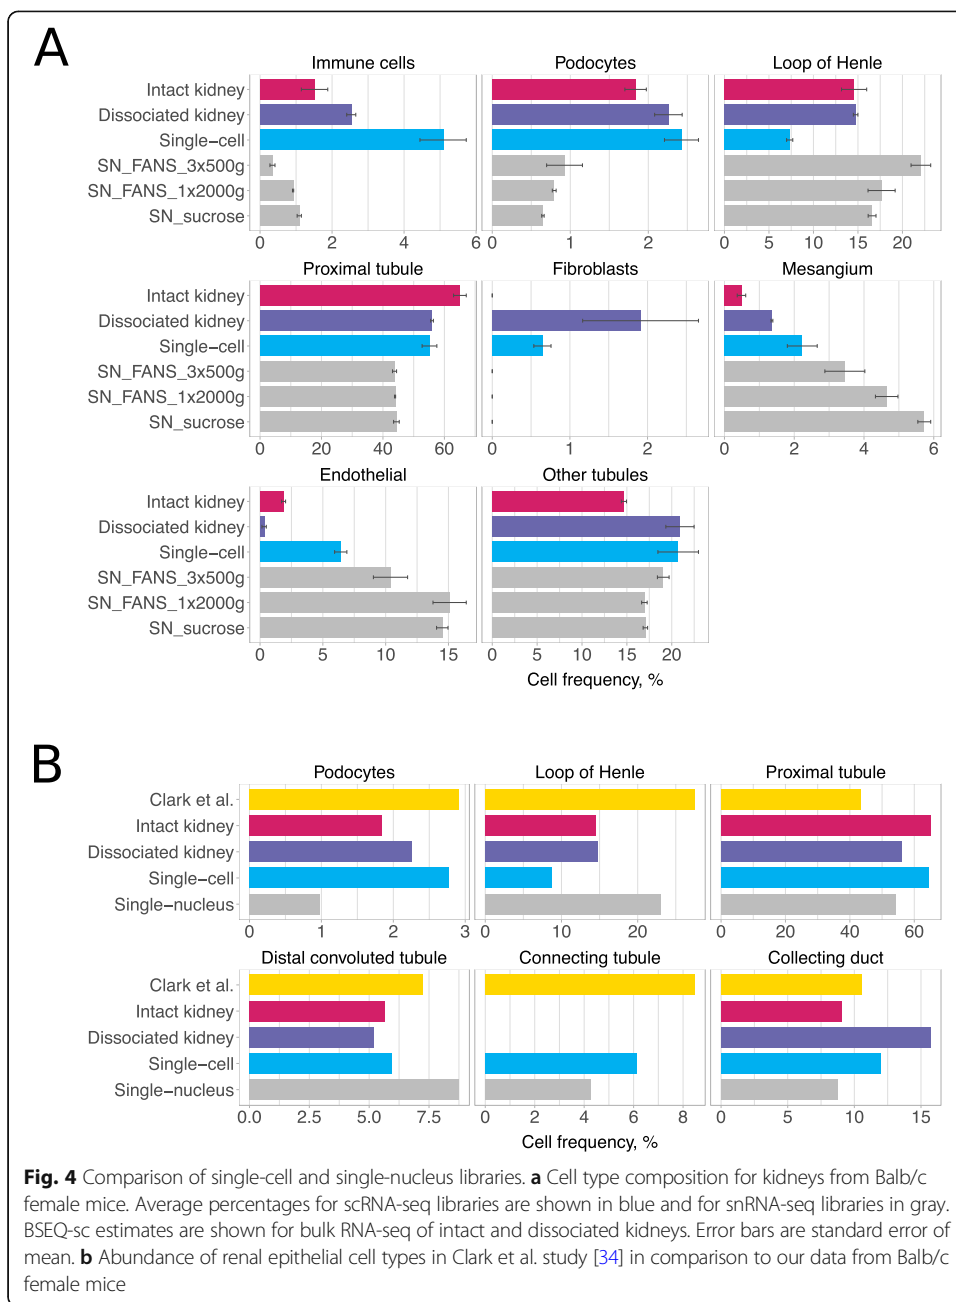 A
Immune cells Podocytes Loop of Henle
Intact kidney
Dissociated kidney
Single−cell
SN_FANS_3x500g
SN_FANS_1x2000g
SN_sucrose
0 2 4 6 0 1 2 0 5 10 15 20
Proximal tubule Fibroblasts Mesangium
Intact kidney
Dissociated kidney
Single−cell
SN_FANS_3x500g
SN_FANS_1x2000g
SN_sucrose
0 20 40 60 0 1 2 0 2 4 6
Endothelial Other tubules
Intact kidney
Dissociated kidney
Single−cell
SN_FANS_3x500g
SN_FANS_1x2000g
SN_sucrose
0 5 10 15 0 5 10 15 20
Cell frequency, %
B
Podocytes Loop of Henle Proximal tubule
Clark et al.
Intact kidney
Dissociated kidney
Single−cell
Single−nucleus
0 1 2 3 0 10 20 0 20 40 60
Distal convoluted tubule Connecting tubule Collecting duct
Clark et al.
Intact kidney
Dissociated kidney
Single−cell
Single−nucleus
0.0 2.5 5.0 7.5 0 2 4 6 8 0 5 10 15
Cell frequency, %
Fig. 4 Comparison of single-cell and single-nucleus libraries. a Cell type composition for kidneys from Balb/c
female mice. Average percentages for scRNA-seq libraries are shown in blue and for snRNA-seq libraries in gray.
BSEQ-sc estimates are shown for bulk RNA-seq of intact and dissociated kidneys. Error bars are standard error of
mean. b Abundance of renal epithelial cell types in Clark et al. study [34] in comparison to our data from Balb/c
female mice